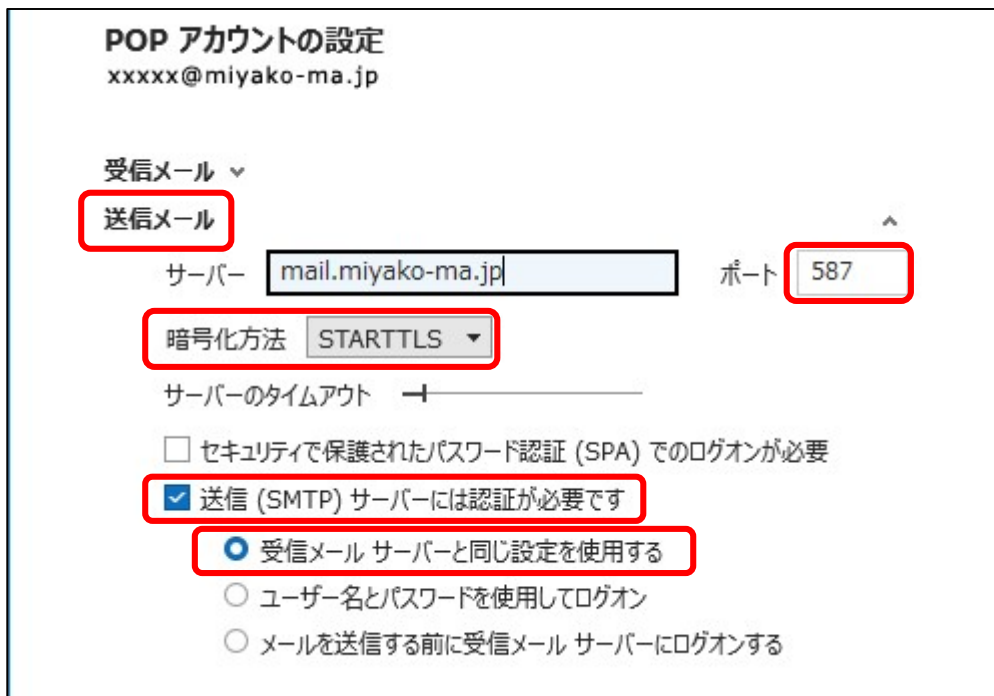 POP アカウントの設定
xxxxx@miyako-ma.jp
受信メール
送信メール
サーバー mail.miyako-ma.jp ポート 587
暗号化方法 STARTTLS
サーバーのタイムアウト
セキュリティで保護されたパスワード認証 (SPA) でのログオンが必要
送信 (SMTP) サーバーには認証が必要です
受信メール サーバーと同じ設定を使用する
ユーザー名とパスワードを使用してログオン
メールを送信する前に受信メール サーバーにログオンする